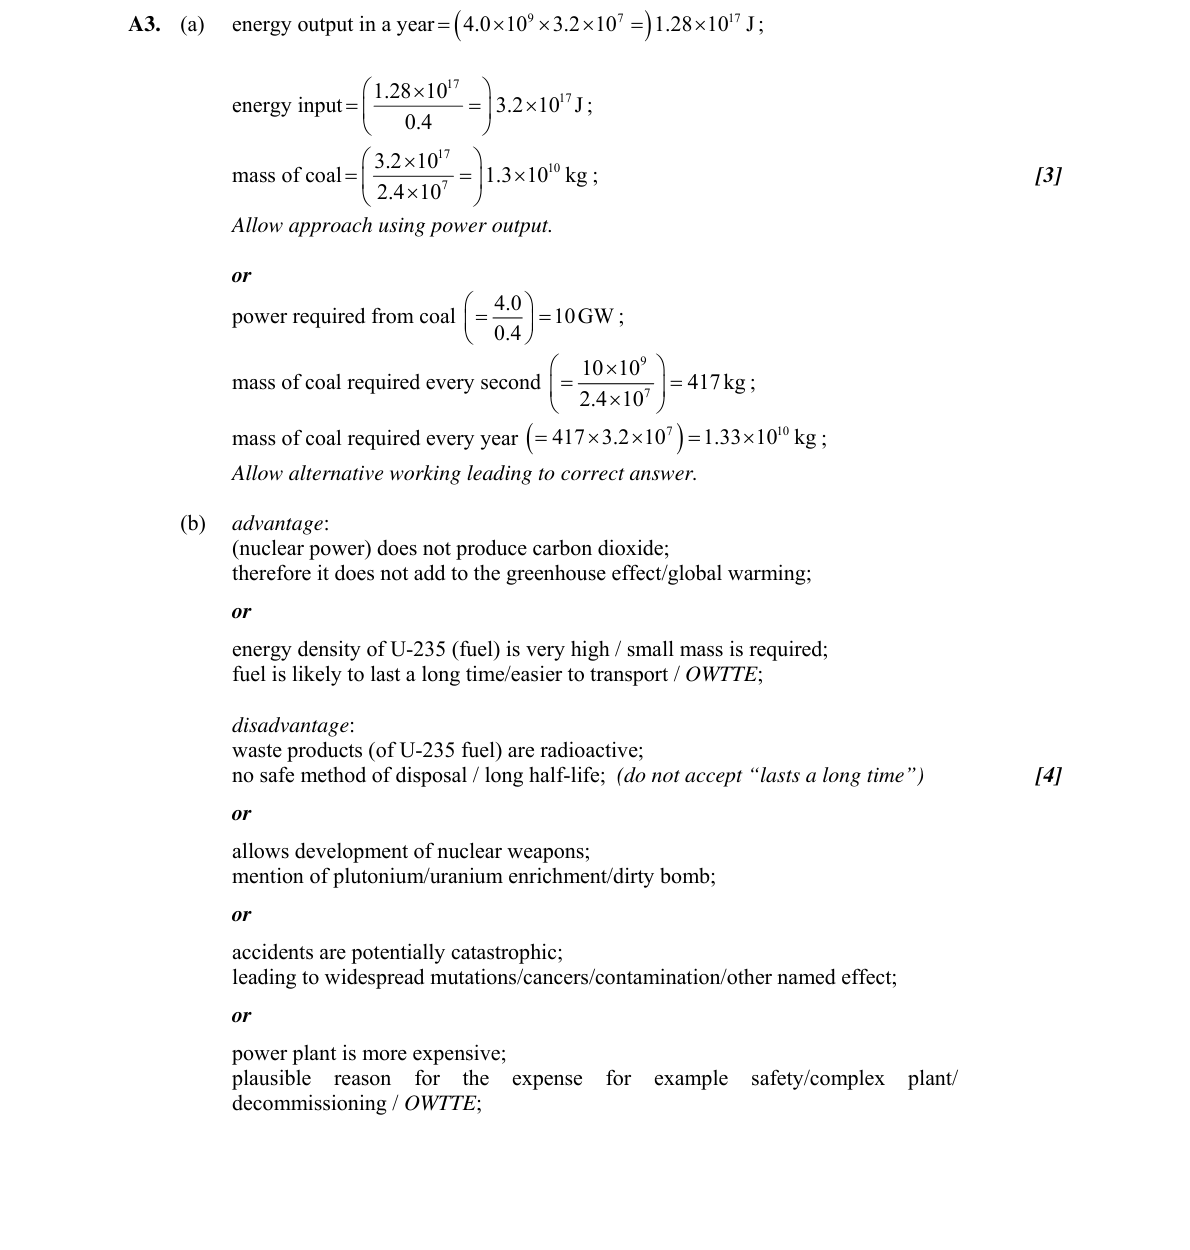 A3. (a) energy output in a year = (4.0×10⁹ ×3.2×10⁷ =)1.28×10¹⁷ J ;
energy input = (1.28×10¹⁷/0.4 =) 3.2×10¹⁷ J ;
mass of coal = (3.2×10¹⁷/2.4×10⁷ =) 1.3×10¹⁰ kg ; [3]
Allow approach using power output.
or
power required from coal (= 4.0/0.4) = 10 GW ;
mass of coal required every second (= 10×10⁹/2.4×10⁷) = 417 kg ;
mass of coal required every year (= 417×3.2×10⁷) = 1.33×10¹⁰ kg ;
Allow alternative working leading to correct answer.
(b) advantage:
(nuclear power) does not produce carbon dioxide;
therefore it does not add to the greenhouse effect/global warming;
or
energy density of U-235 (fuel) is very high / small mass is required;
fuel is likely to last a long time/easier to transport / OWTTE;
disadvantage:
waste products (of U-235 fuel) are radioactive;
no safe method of disposal / long half-life; (do not accept “lasts a long time”) [4]
or
allows development of nuclear weapons;
mention of plutonium/uranium enrichment/dirty bomb;
or
accidents are potentially catastrophic;
leading to widespread mutations/cancers/contamination/other named effect;
or
power plant is more expensive;
plausible reason for the expense for example safety/complex plant/
decommissioning / OWTTE;